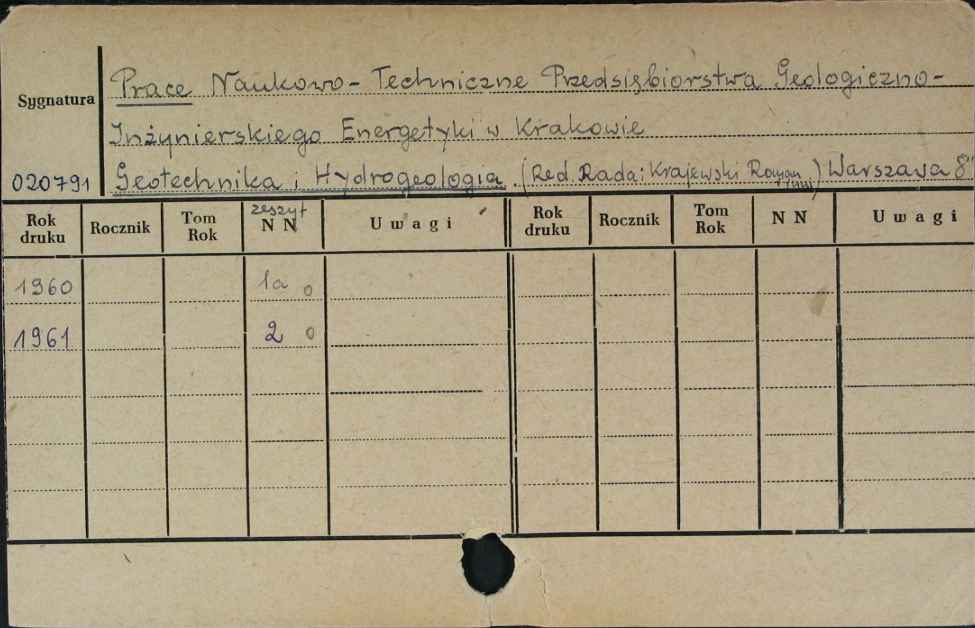 Prace Naukowo-Techniczne Przedsiębiorstwa Geologiczno-
Sygnatura
Inżynierskiego Energetyki w Krakowie
020791 Geotechnika i Hydrogeologia (Red. Rada: Krajewski Roman) Warszawa 8°
Rok druku Rocznik Tom Rok zeszyt N N Uwagi Rok druku Rocznik Tom Rok N N Uwagi
1960 1a o
1961 2 o